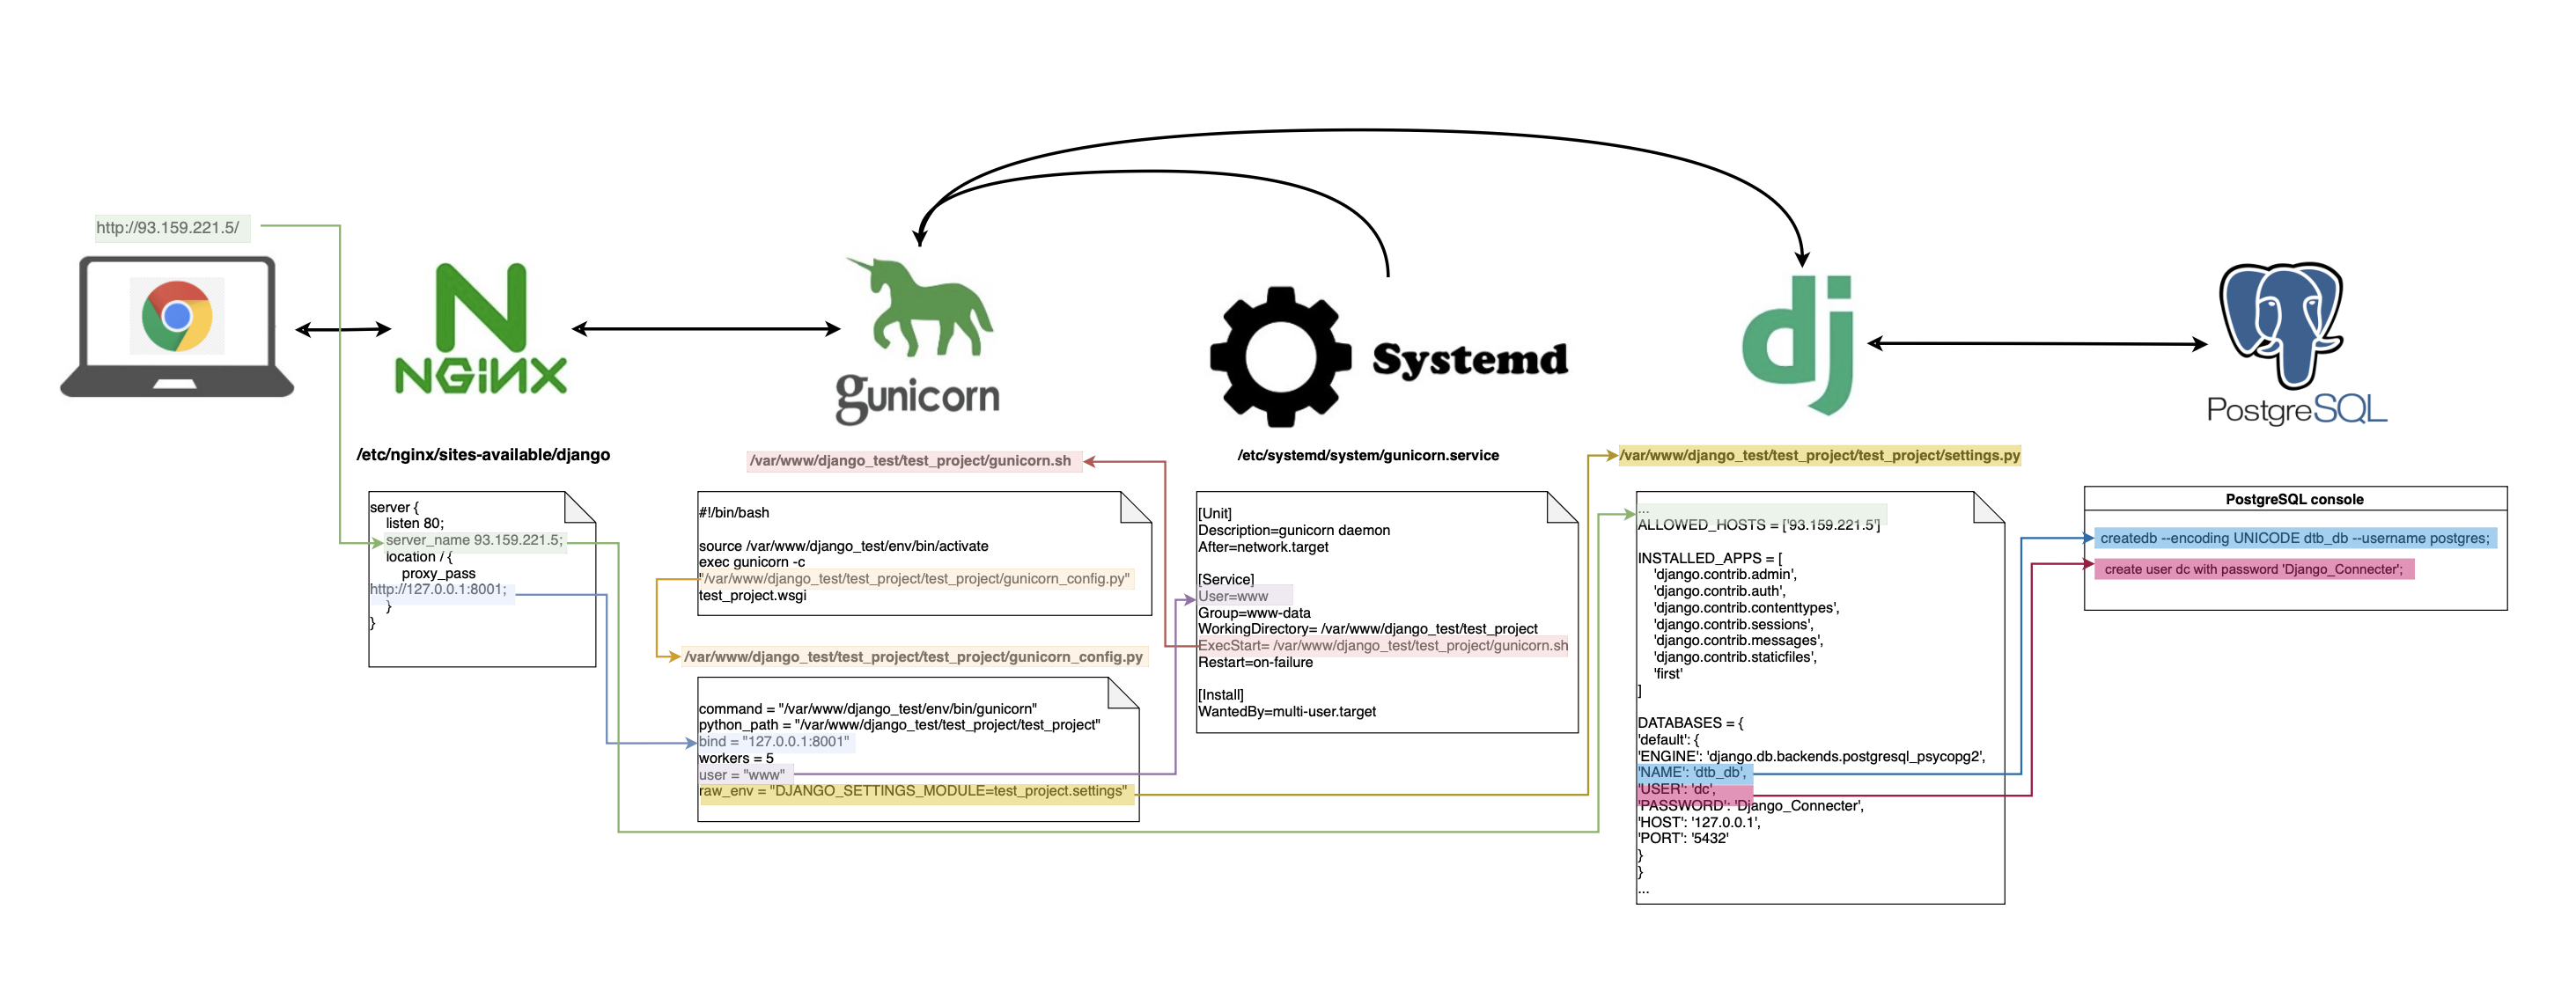 http://93.159.221.5/
NGiNX
gunicorn
Systemd
dj
PostgreSQL
/etc/nginx/sites-available/django
server {
listen 80;
server_name 93.159.221.5;
location / {
proxy_pass
http://127.0.0.1:8001;
}
}
/var/www/django_test/test_project/gunicorn.sh
#!/bin/bash
source /var/www/django_test/env/bin/activate
exec gunicorn -c
"/var/www/django_test/test_project/test_project/gunicorn_config.py"
test_project.wsgi
/var/www/django_test/test_project/test_project/gunicorn_config.py
command = "/var/www/django_test/env/bin/gunicorn"
python_path = "/var/www/django_test/test_project/test_project"
bind = "127.0.0.1:8001"
workers = 5
user = "www"
raw_env = "DJANGO_SETTINGS_MODULE=test_project.settings"
/etc/systemd/system/gunicorn.service
[Unit]
Description=gunicorn daemon
After=network.target
[Service]
User=www
Group=www-data
WorkingDirectory= /var/www/django_test/test_project
ExecStart= /var/www/django_test/test_project/gunicorn.sh
Restart=on-failure
[Install]
WantedBy=multi-user.target
/var/www/django_test/test_project/test_project/settings.py
...
ALLOWED_HOSTS = ['93.159.221.5']
INSTALLED_APPS = [
'django.contrib.admin',
'django.contrib.auth',
'django.contrib.contenttypes',
'django.contrib.sessions',
'django.contrib.messages',
'django.contrib.staticfiles',
'first'
]
DATABASES = {
'default': {
'ENGINE': 'django.db.backends.postgresql_psycopg2',
'NAME': 'dtb_db',
'USER': 'dc',
'PASSWORD': 'Django_Connecter',
'HOST': '127.0.0.1',
'PORT': '5432'
}
}
...
PostgreSQL console
createdb --encoding UNICODE dtb_db --username postgres;
create user dc with password 'Django_Connecter';